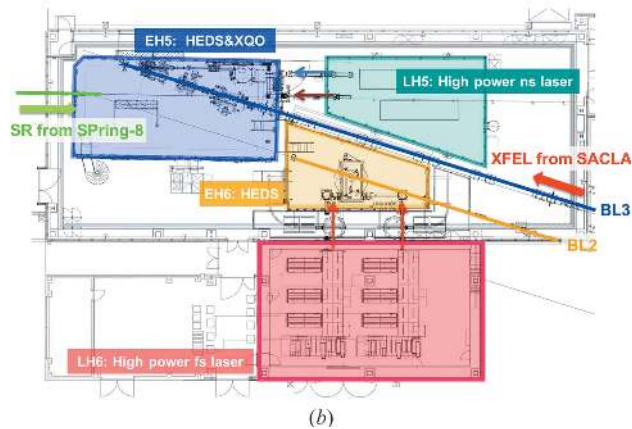 EH5: HEDS&XQO
LH5: High power ns laser
SR from SPring-8
XFEL from SACLA
EH6: HEDS
BL3
BL2
LH6: High power fs laser
(b)